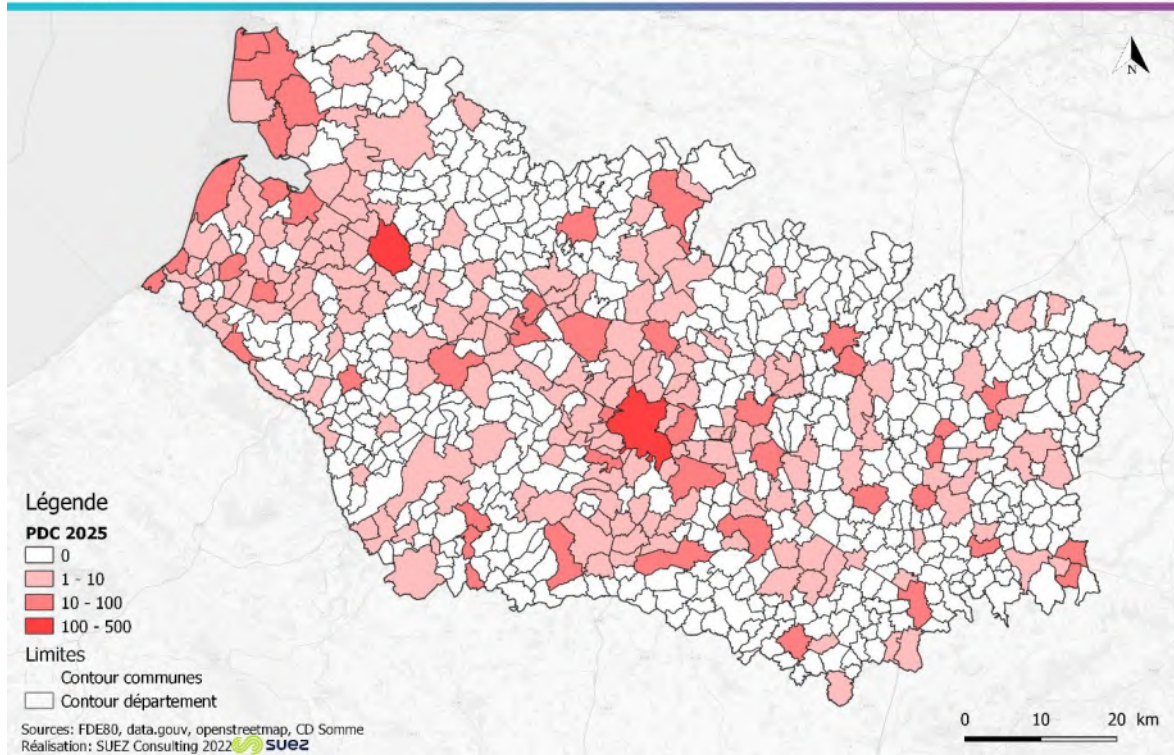 N
Légende
PDC 2025
0
1 - 10
10 - 100
100 - 500
Limites
Contour communes
Contour département
Sources: FDE80, data.gouv, openstreetmap, CD Somme
Réalisation: SUEZ Consulting 2022 suez
0 10 20 km